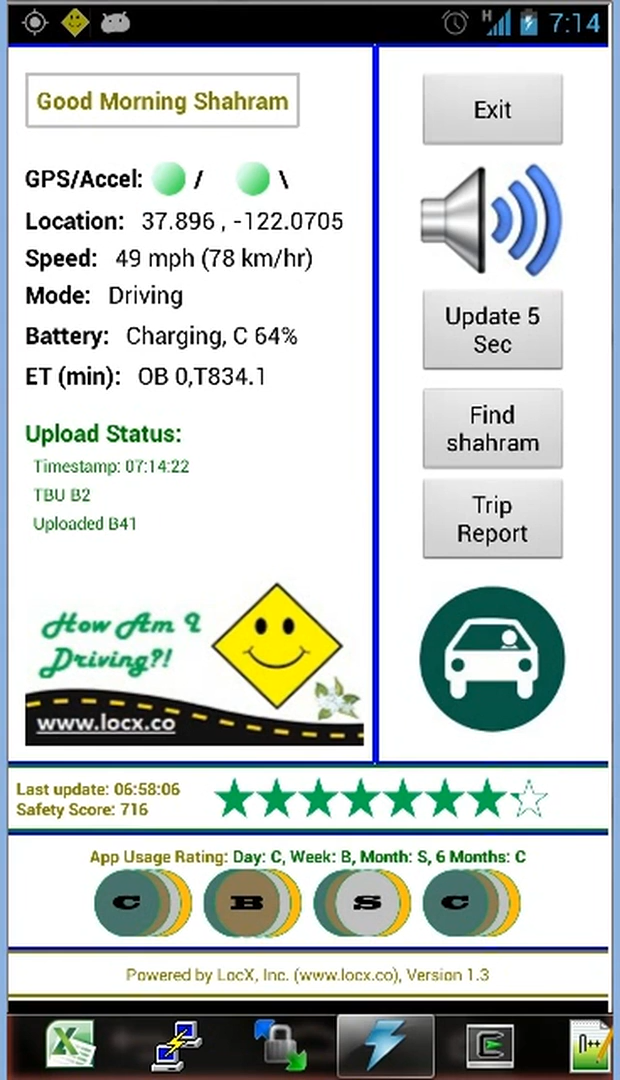 H 7:14
Good Morning Shahram
GPS/Accel: / \
Location: 37.896 , -122.0705
Speed: 49 mph (78 km/hr)
Mode: Driving
Battery: Charging, C 64%
ET (min): OB 0,T834.1
Upload Status:
Timestamp: 07:14:22
TBU B2
Uploaded B41
How Am I
Driving?!
www.locx.co
Exit
Update 5
Sec
Find
shahram
Trip
Report
Last update: 06:58:06
Safety Score: 716
App Usage Rating: Day: C, Week: B, Month: S, 6 Months: C
C B S C
Powered by LocX, Inc. (www.locx.co), Version 1.3